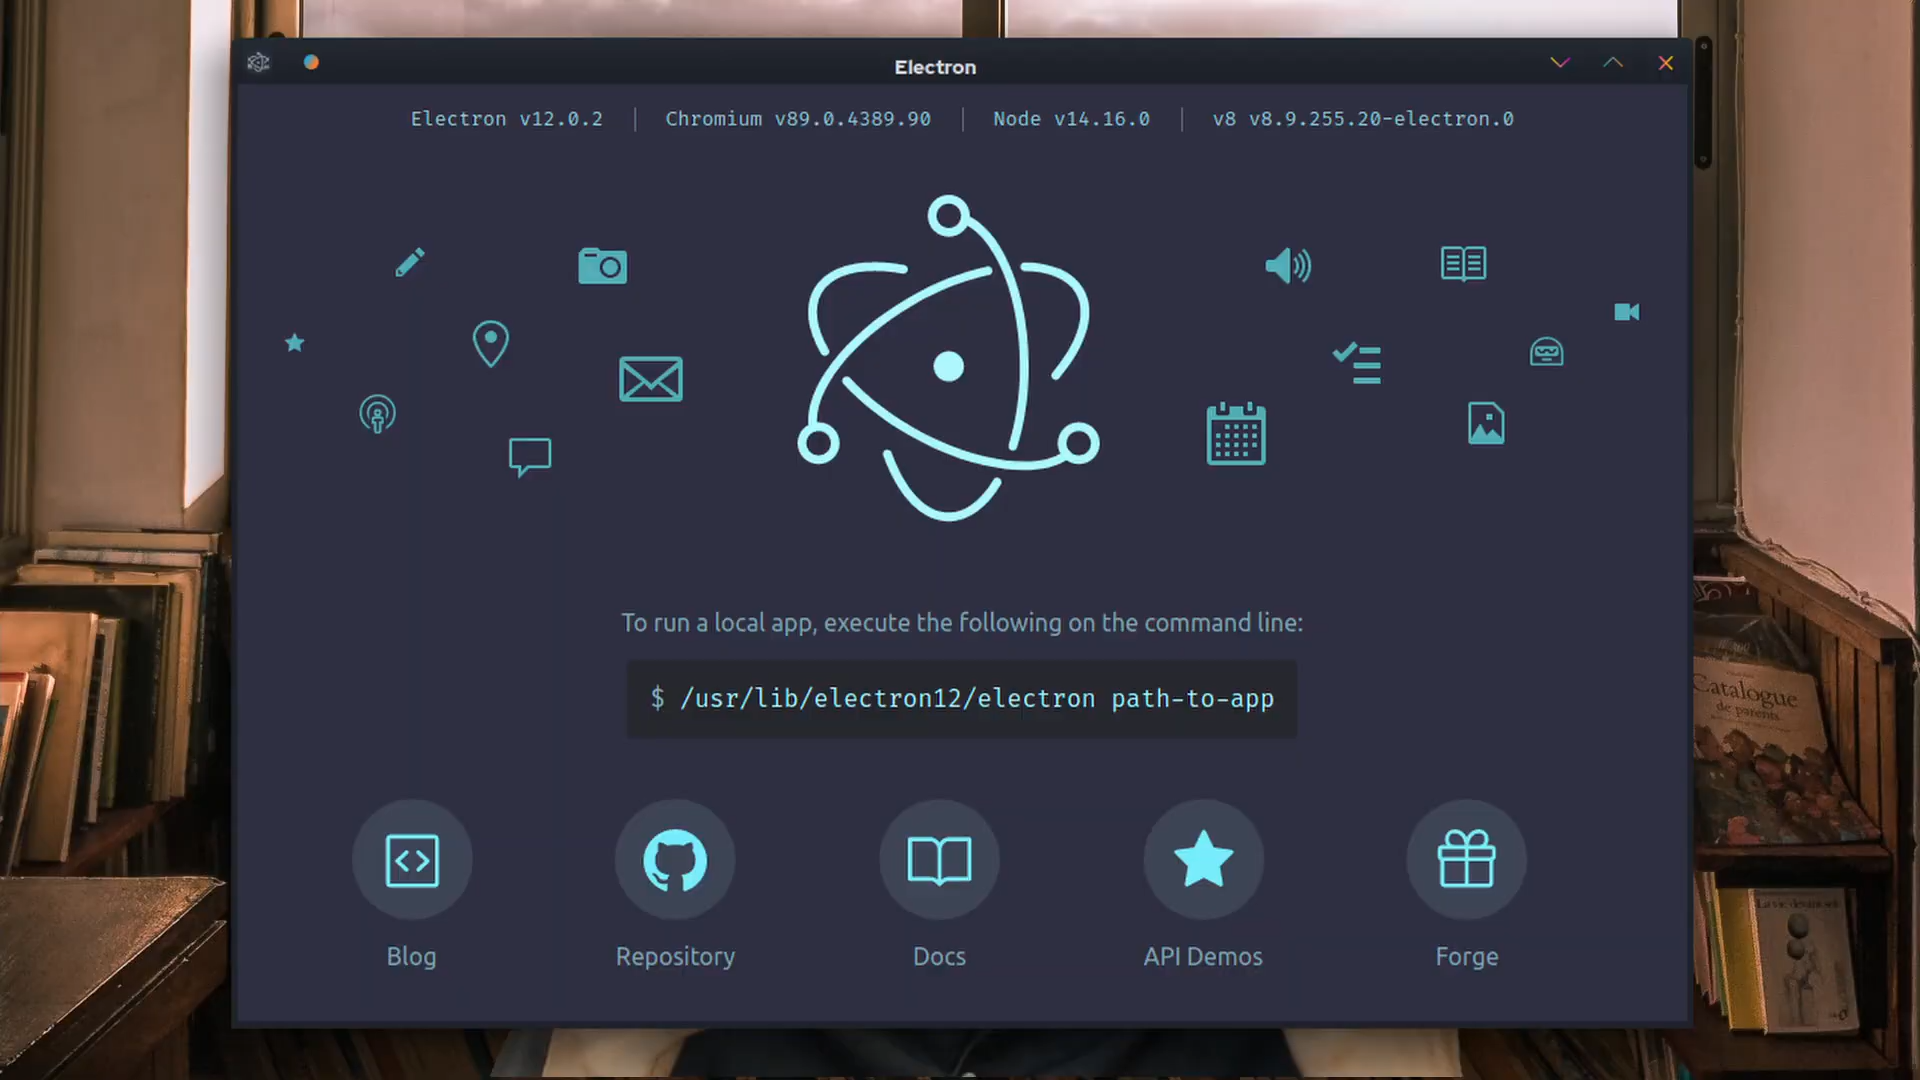 Electron
Electron v12.0.2 | Chromium v89.0.4389.90 | Node v14.16.0 | v8 v8.9.255.20-electron.0
To run a local app, execute the following on the command line:
$ /usr/lib/electron12/electron path-to-app
Catalogue
de parents
Blog
Repository
Docs
API Demos
Forge